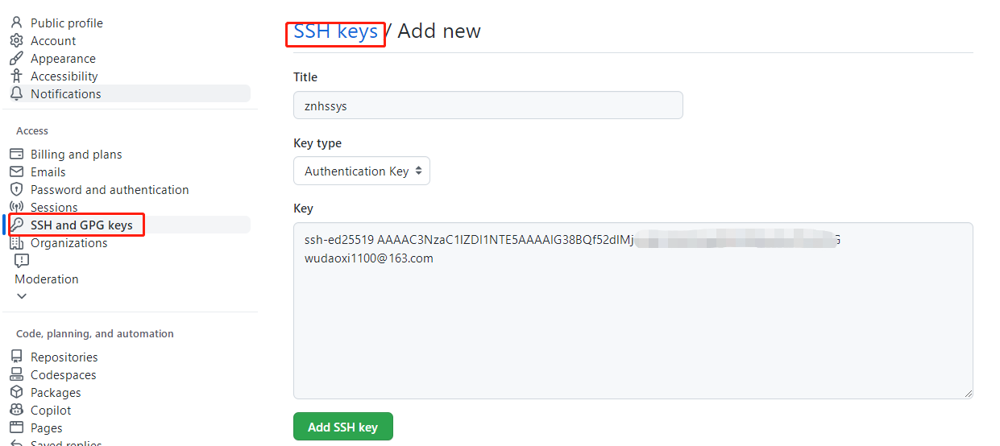 Public profile
Account
Appearance
Accessibility
Notifications
Access
Billing and plans
Emails
Password and authentication
Sessions
SSH and GPG keys
Organizations
Moderation
Code, planning, and automation
Repositories
Codespaces
Packages
Copilot
Pages
Saved replies
SSH keys / Add new
Title
znhssys
Key type
Authentication Key
Key
ssh-ed25519 AAAAC3NzaC1lZDI1NTE5AAAAIG38BQf52dIMj
wudaoxi1100@163.com
Add SSH key